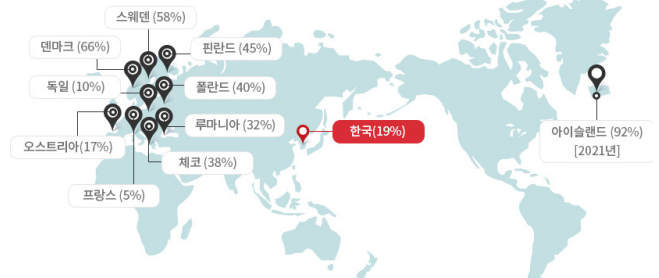 스웨덴 (58%)
덴마크 (66%)
핀란드 (45%)
독일 (10%)
폴란드 (40%)
루마니아 (32%)
한국(19%)
아이슬랜드 (92%)
[2021년]
오스트리아(17%)
체코 (38%)
프랑스 (5%)